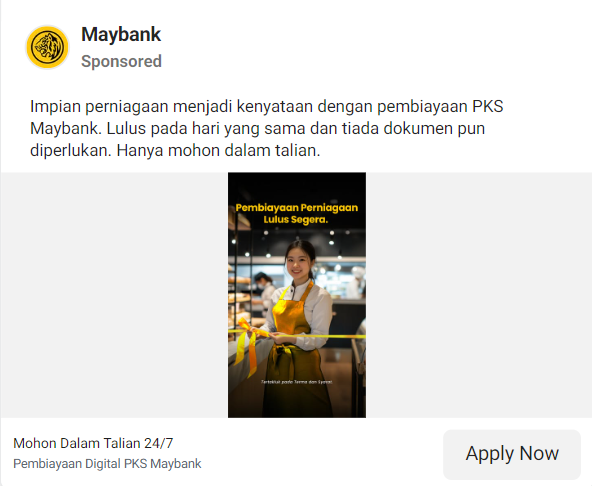 Maybank
Sponsored
Impian perniagaan menjadi kenyataan dengan pembiayaan PKS
Maybank. Lulus pada hari yang sama dan tiada dokumen pun
diperlukan. Hanya mohon dalam talian.
Pembiayaan Perniagaan
Lulus Segera.
Tertakluk pada Terma dan Syarat
Mohon Dalam Talian 24/7
Pembiayaan Digital PKS Maybank
Apply Now